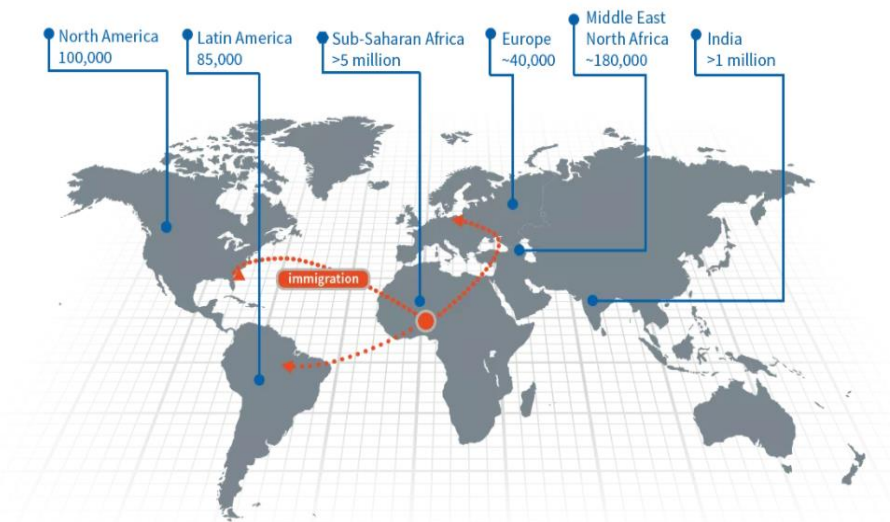 North America
100,000
Latin America
85,000
Sub-Saharan Africa
>5 million
Europe
~40,000
Middle East
North Africa
~180,000
India
>1 million
immigration